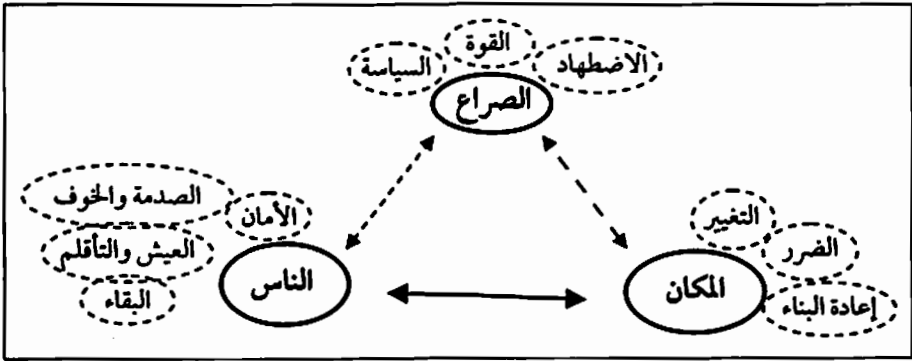 القوة
الاضطهاد
السياسة
الصراع
التغيير
الضرر
إعادة البناء
المكان
الأمان
الصدمة والخوف
العيش والتأقلم
البقاء
الناس